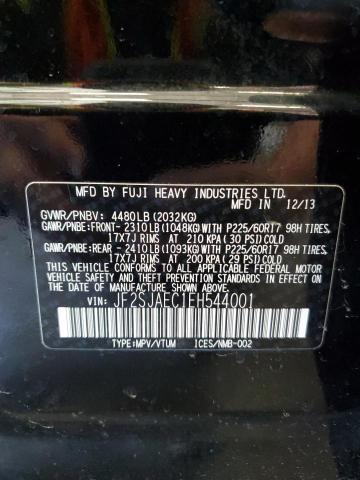 MFD BY FUJI HEAVY INDUSTRIES LTD.
MFD IN 12/13
GVWR/PNBV: 4480LB(2032KG)
GAWR/PNBE:FRONT- 2310LB(1048KG) WITH P225/60R17 98H TIRES,
17X7J RIMS AT 210 KPA (30 PSI) COLD
GAWR/PNBE:REAR - 2410LB(1093KG) WITH P225/60R17 98H TIRES,
17X7J RIMS AT 200 KPA (29 PSI) COLD
THIS VEHICLE CONFORMS TO ALL APPLICABLE U.S. FEDERAL
MOTOR VEHICLE SAFETY, BUMPER, AND THEFT PREVENTION
STANDARDS IN EFFECT ON THE DATE OF MANUFACTURE SHOWN ABOVE.
VIN: JF2SJAEC1EH544001
TYPE:MPV/VTUM ICES/NMB-002